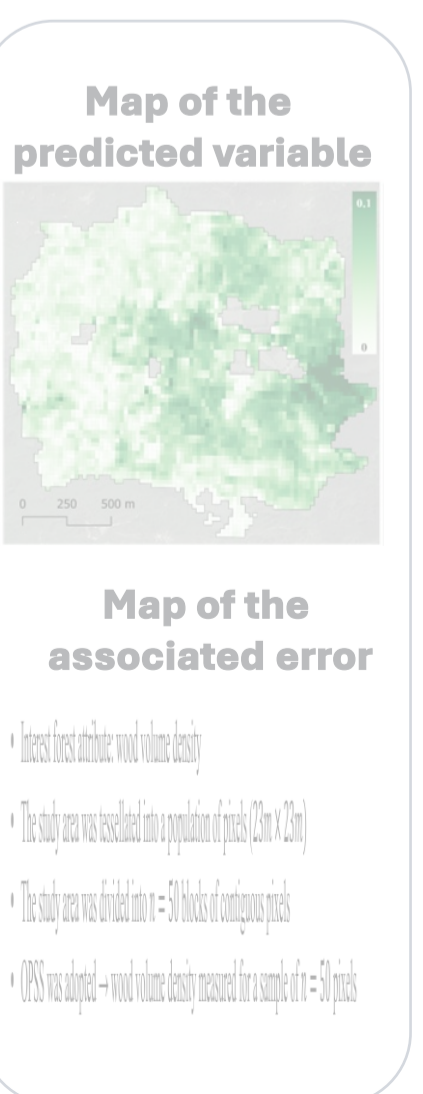 Map of the
predicted variable
0.1
0
0 250 500 m
Map of the
associated error
• Interest forest attribute: wood volume density
• The study area was tessellated into a population of pixels (23m × 23m)
• The study area was divided into n = 50 blocks of contiguous pixels
• OPSS was adopted → wood volume density measured for a sample of n = 50 pixels